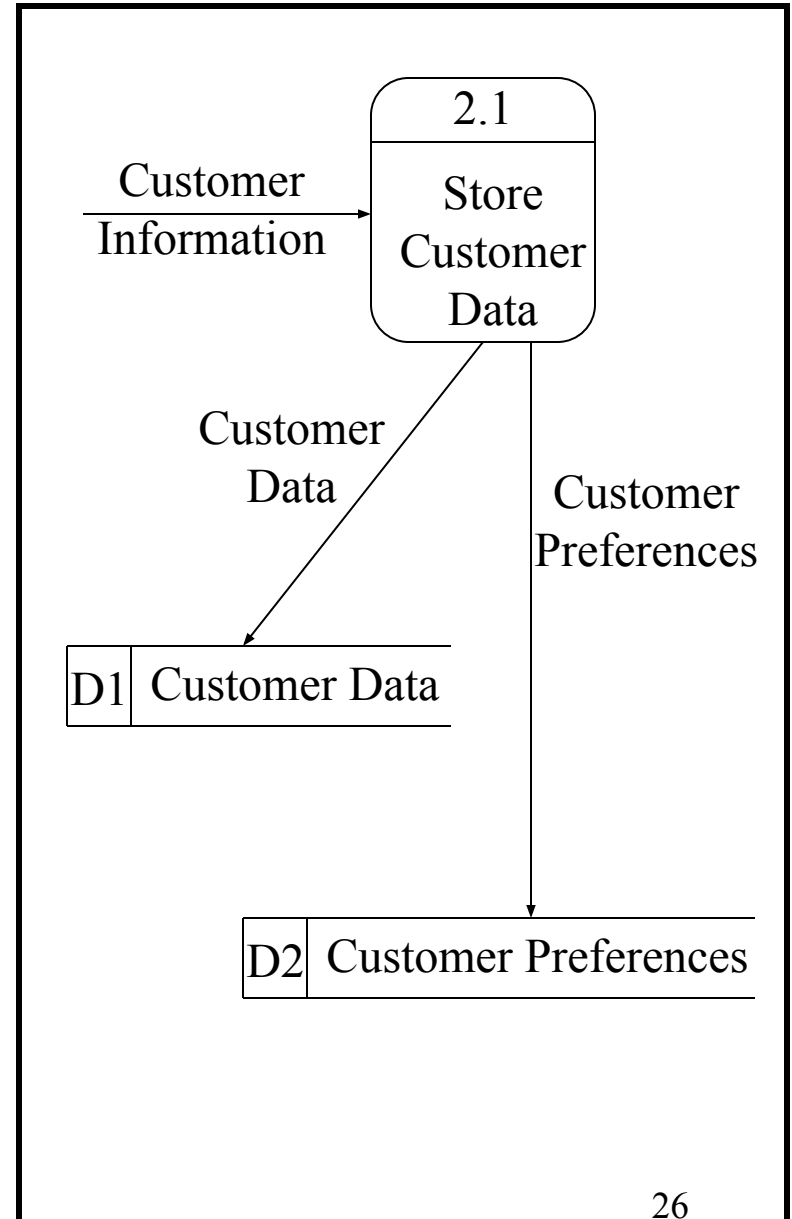 2.1
Customer
Information
Store
Customer
Data
Customer
Data
Customer
Preferences
D1 Customer Data
D2 Customer Preferences
26